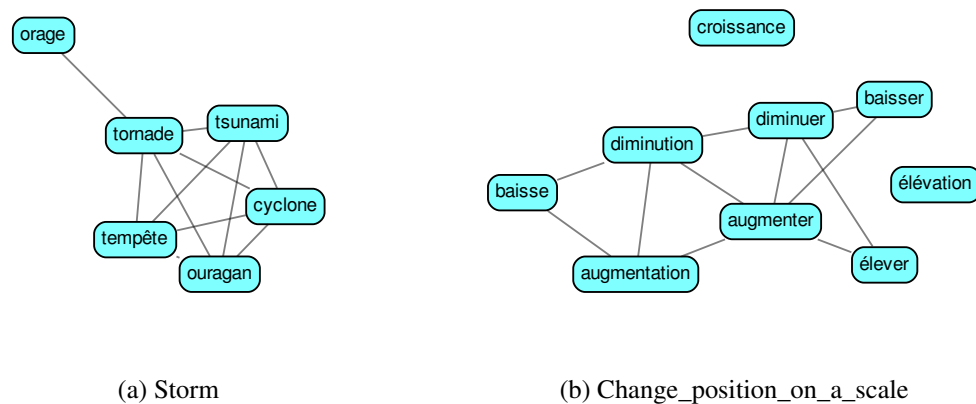 orage
tornade
tsunami
cyclone
tempête
ouragan
(a) Storm
croissance
baisser
diminuer
diminution
élévation
baisse
augmenter
élever
augmentation
(b) Change_position_on_a_scale